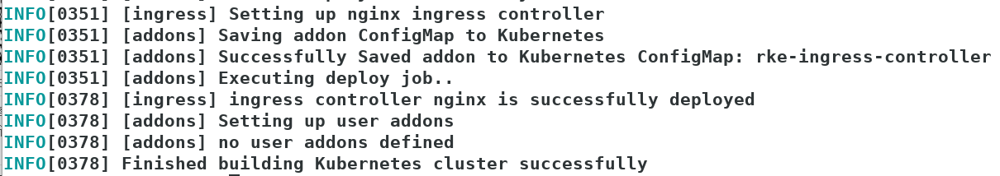 INFO[0351] [ingress] Setting up nginx ingress controller
INFO[0351] [addons] Saving addon ConfigMap to Kubernetes
INFO[0351] [addons] Successfully Saved addon to Kubernetes ConfigMap: rke-ingress-controller
INFO[0351] [addons] Executing deploy job..
INFO[0378] [ingress] ingress controller nginx is successfully deployed
INFO[0378] [addons] Setting up user addons
INFO[0378] [addons] no user addons defined
INFO[0378] Finished building Kubernetes cluster successfully